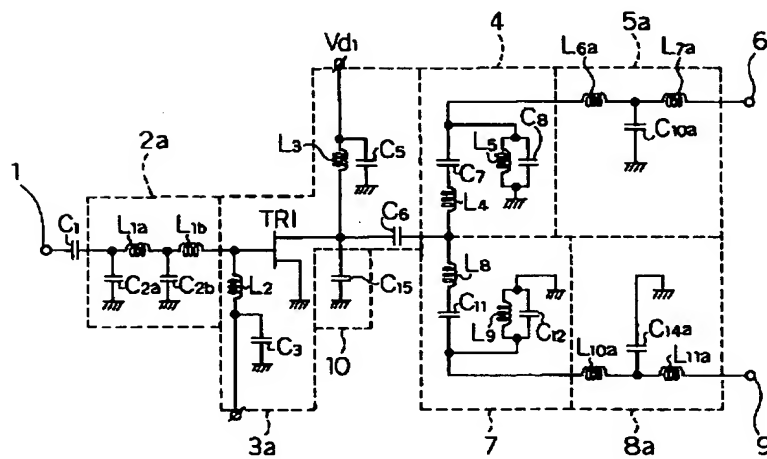 Vd1
4
5a
L6a
L7a
6
L3
C5
L5
C8
C10a
2a
C7
1
C1
L1a
L1b
TR1
C6
L4
C2a
C2b
L2
C15
L8
C11
L9
C12
C14a
C3
10
L10a
L11a
3a
7
8a
9